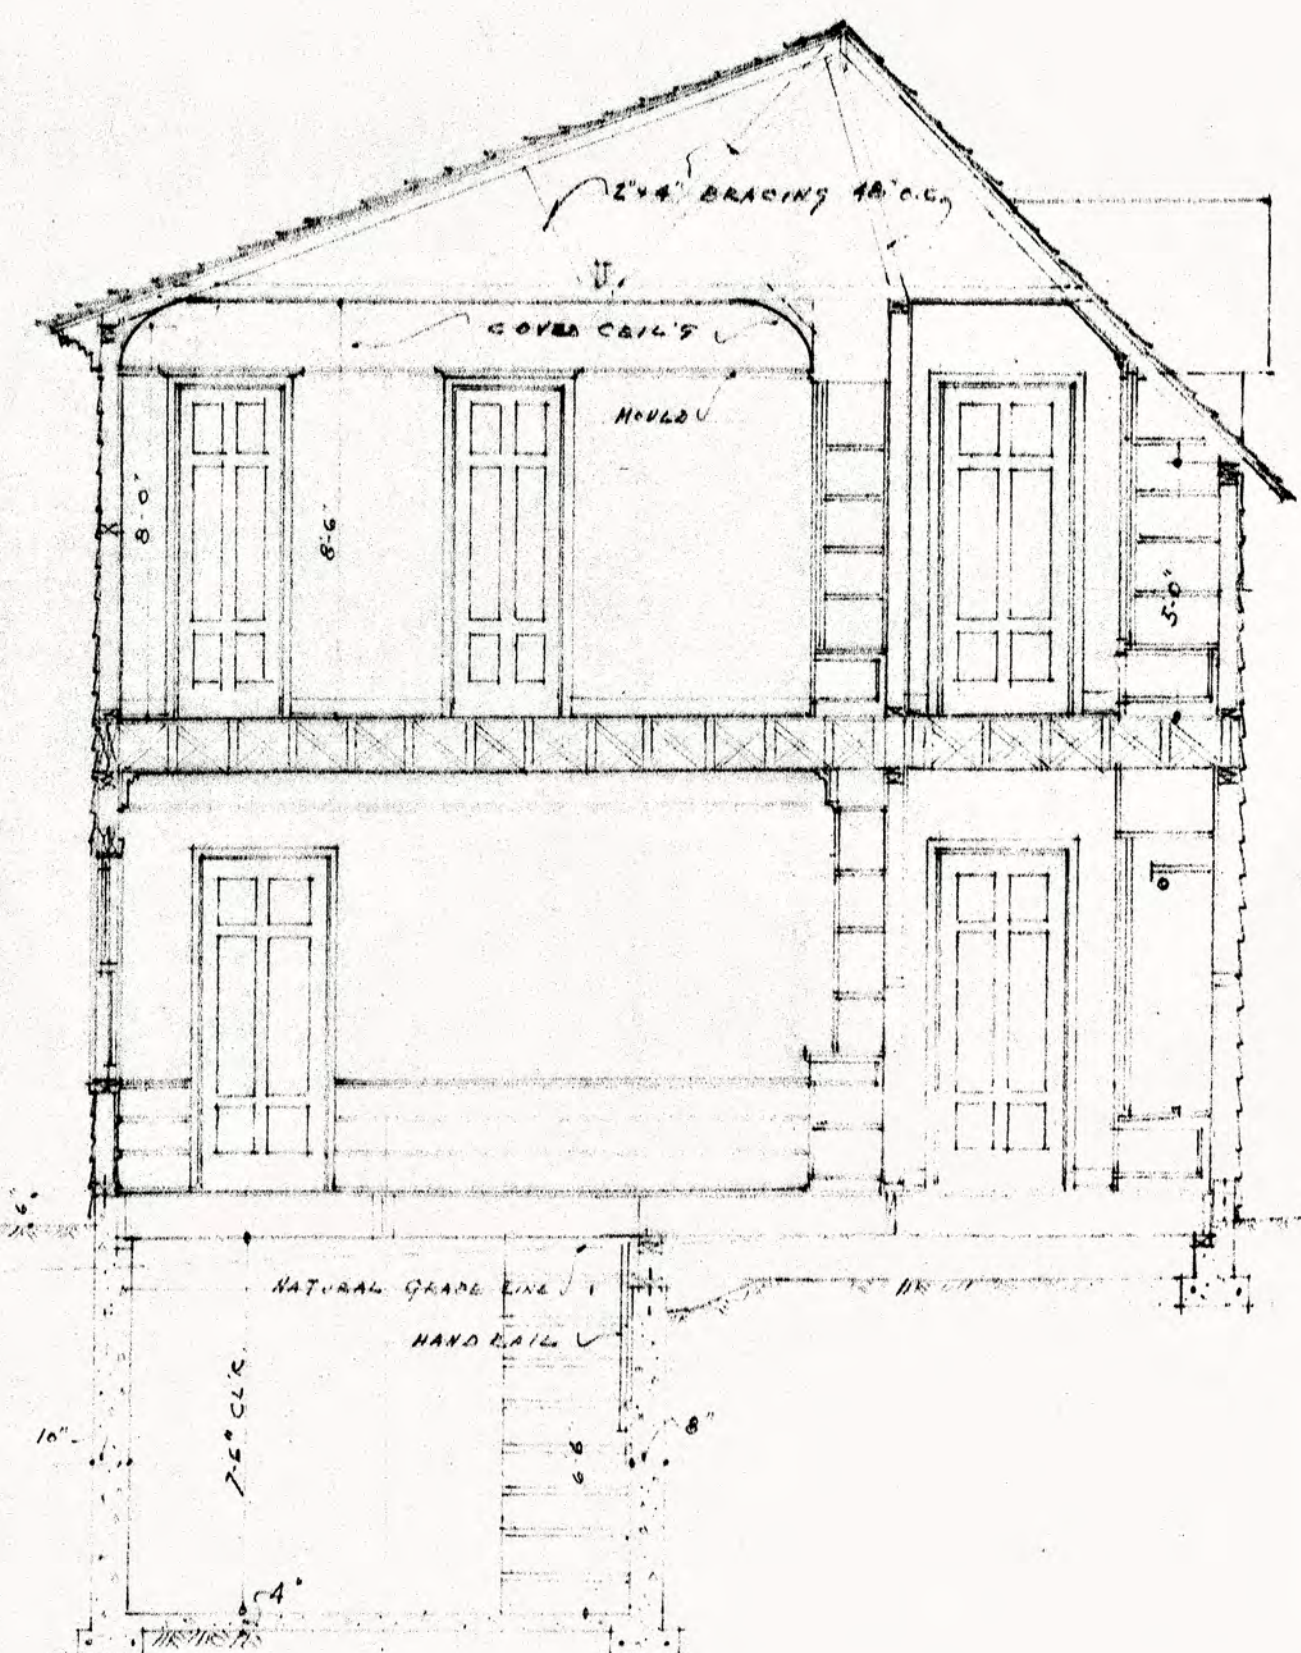 2"x4" BRACING 48" O.C.
COVED CEIL'G
MOULD
8'0"
8'-6"
5'-0"
6"
NATURAL GRADE LINE
HAND RAIL
7'-6" CL'R.
10"
8"
6'-6"
4"